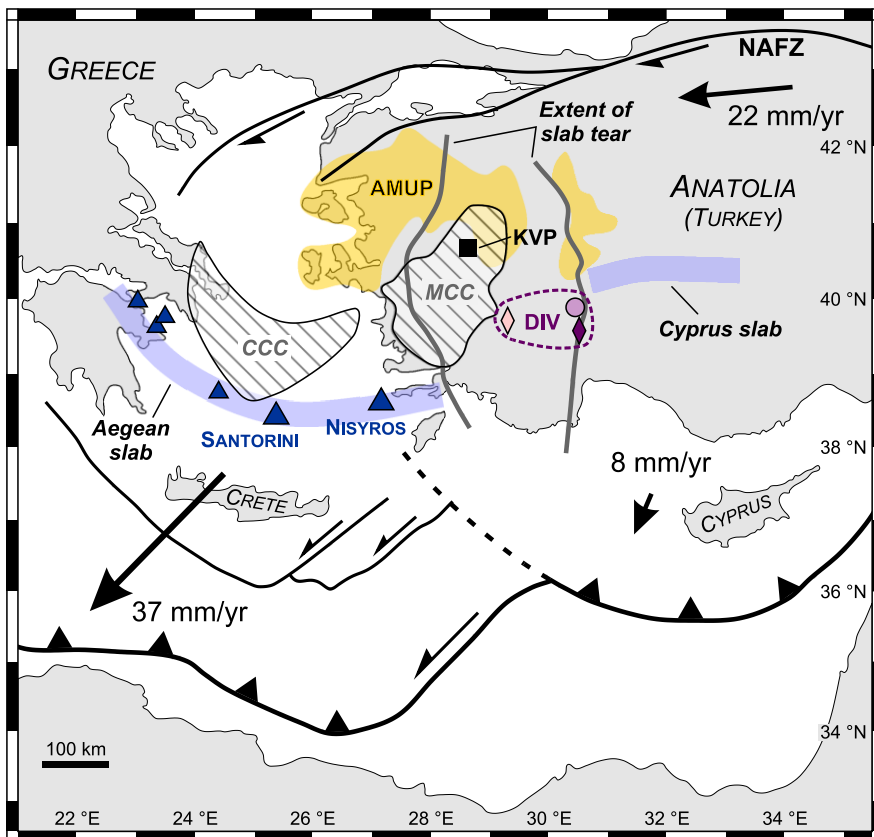 NAFZ
GREECE
22 mm/yr
Extent of
slab tear
42 °N
AMUP
ANATOLIA
(TURKEY)
KVP
MCC
40 °N
DIV
Cyprus slab
CCC
Aegean
slab
SANTORINI
NISYROS
38 °N
8 mm/yr
CRETE
CYPRUS
37 mm/yr
36 °N
34 °N
100 km
22 °E
24 °E
26 °E
28 °E
30 °E
32 °E
34 °E